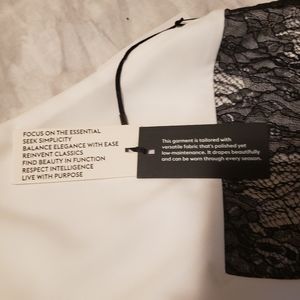 FOCUS ON THE ESSENTIAL
SEEK SIMPLICITY
BALANCE ELEGANCE WITH EASE
REINVENT CLASSICS
FIND BEAUTY IN FUNCTION
RESPECT INTELLIGENCE
LIVE WITH PURPOSE
This garment is tailored with
versatile fabric that's polished yet
low-maintenance. It drapes beautifully
and can be worn through every season.